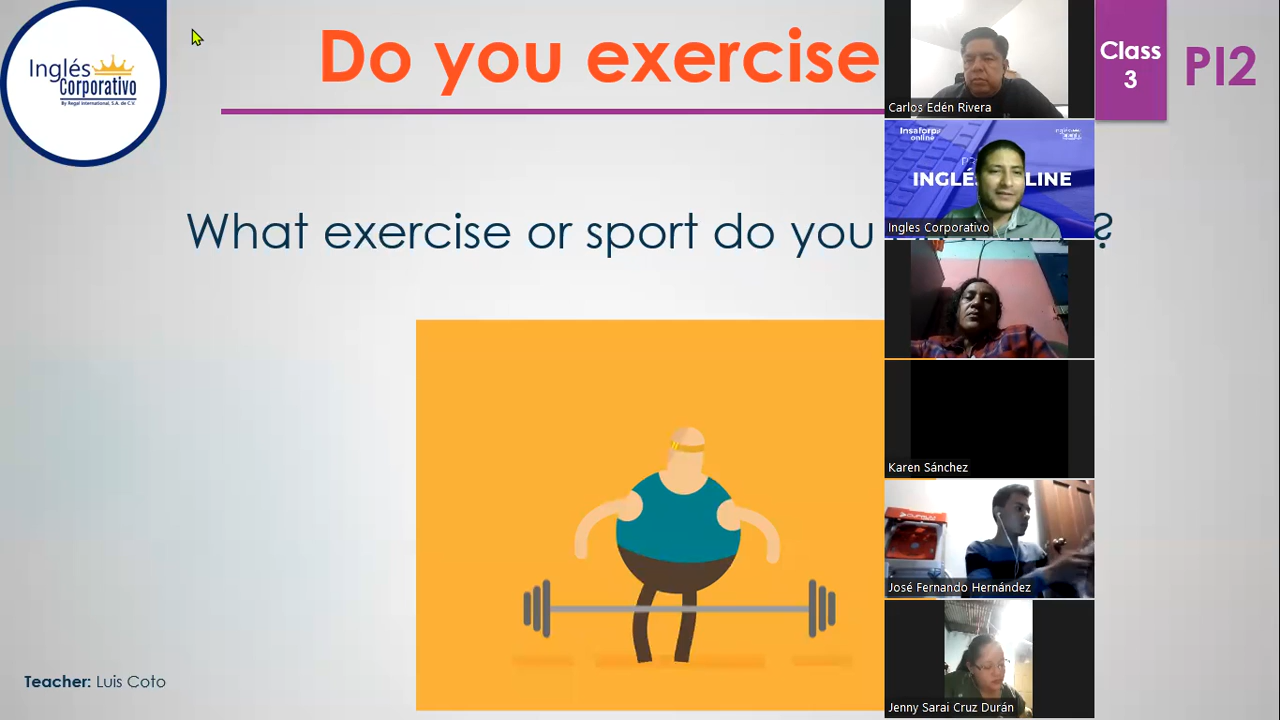 Inglés
Corporativo
By Regal International, S.A. de C.V.
Do you exercise
Class
3
PI2
What exercise or sport do you ?
Carlos Edén Rivera
Insaforp
online
INGLÉS LINE
Ingles Corporativo
Karen Sánchez
José Fernando Hernández
Jenny Sarai Cruz Durán
Teacher: Luis Coto